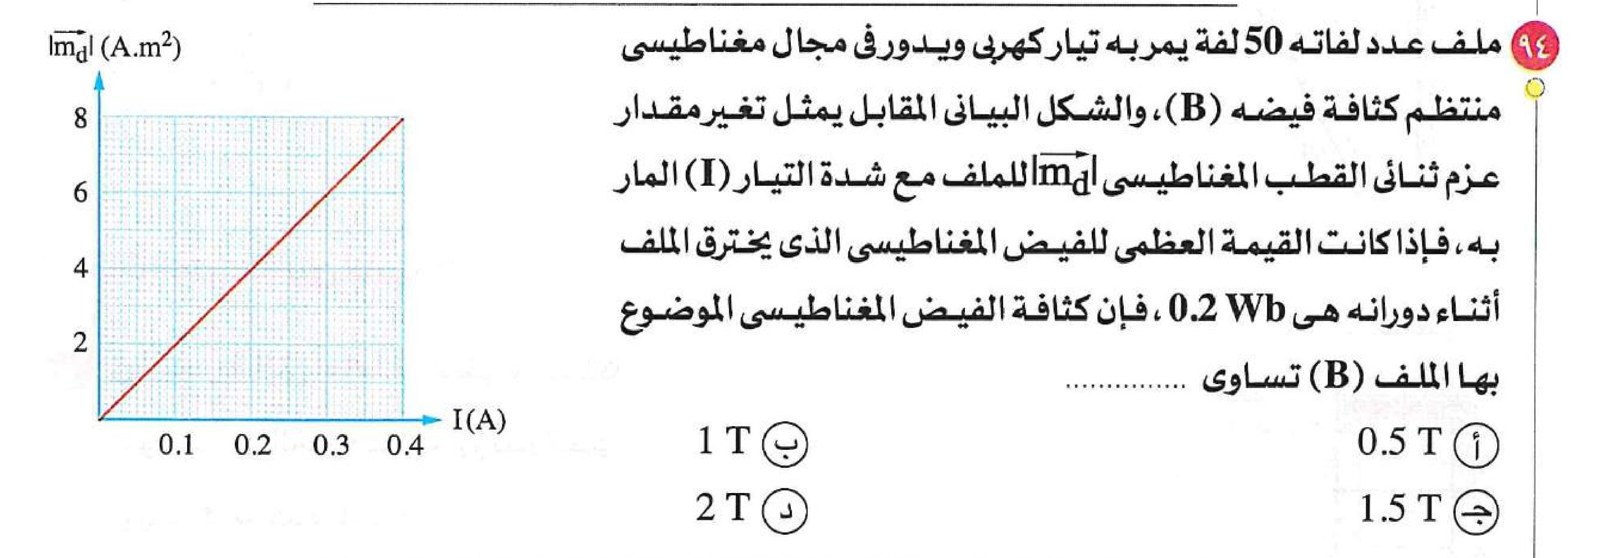 ٩٤ ملف عدد لفاته 50 لفة يمر به تيار كهربى ويدور فى مجال مغناطيسى
منتظم كثافة فيضه (B)، والشكل البيانى المقابل يمثل تغير مقدار
عزم ثنائى القطب المغناطيسى |m_d| للملف مع شدة التيار (I) المار
به، فإذا كانت القيمة العظمى للفيض المغناطيسى الذى يخترق الملف
أثناء دورانه هى 0.2 Wb، فإن كثافة الفيض المغناطيسى الموضوع
بها الملف (B) تساوى ...............
أ 0.5 T
ب 1 T
جـ 1.5 T
د 2 T
|m_d| (A.m²)
8
6
4
2
0.1 0.2 0.3 0.4 I(A)